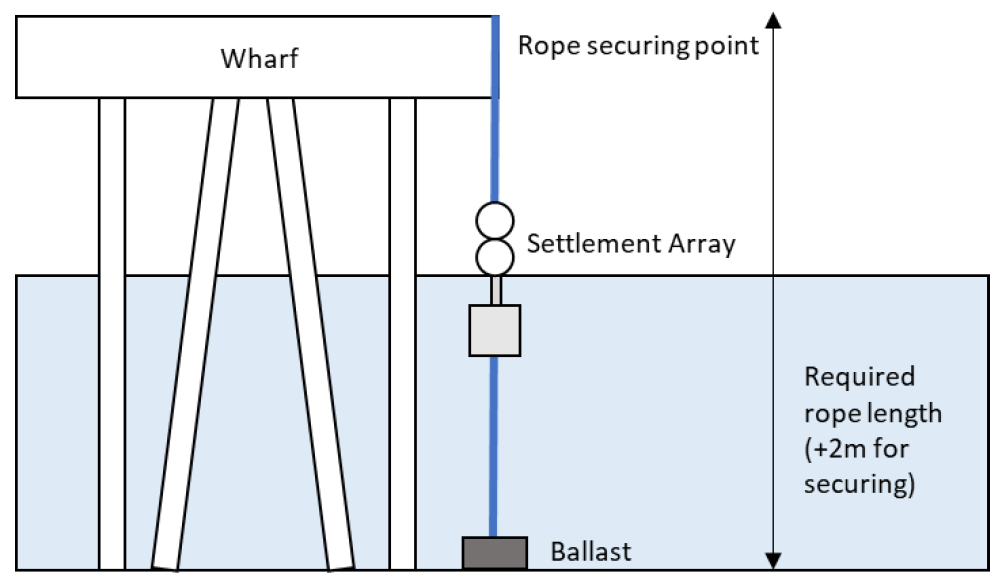 Wharf
Rope securing point
Settlement Array
Required
rope length
(+2m for
securing)
Ballast